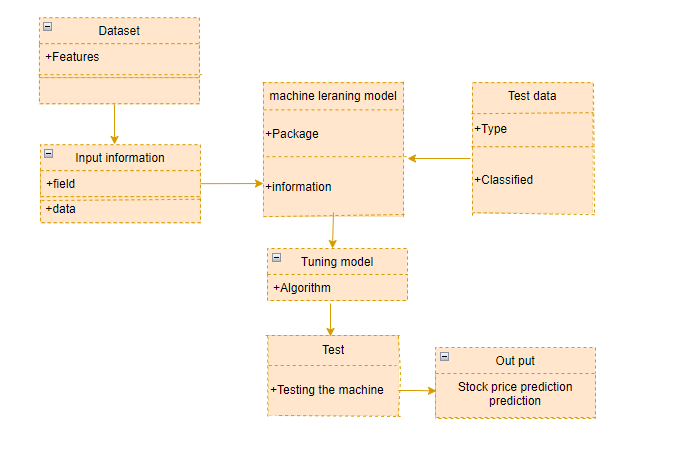 Dataset
+Features
Input information
+field
+data
machine leraning model
+Package
+information
Test data
+Type
+Classified
Tuning model
+Algorithm
Test
+Testing the machine
Out put
Stock price prediction
prediction